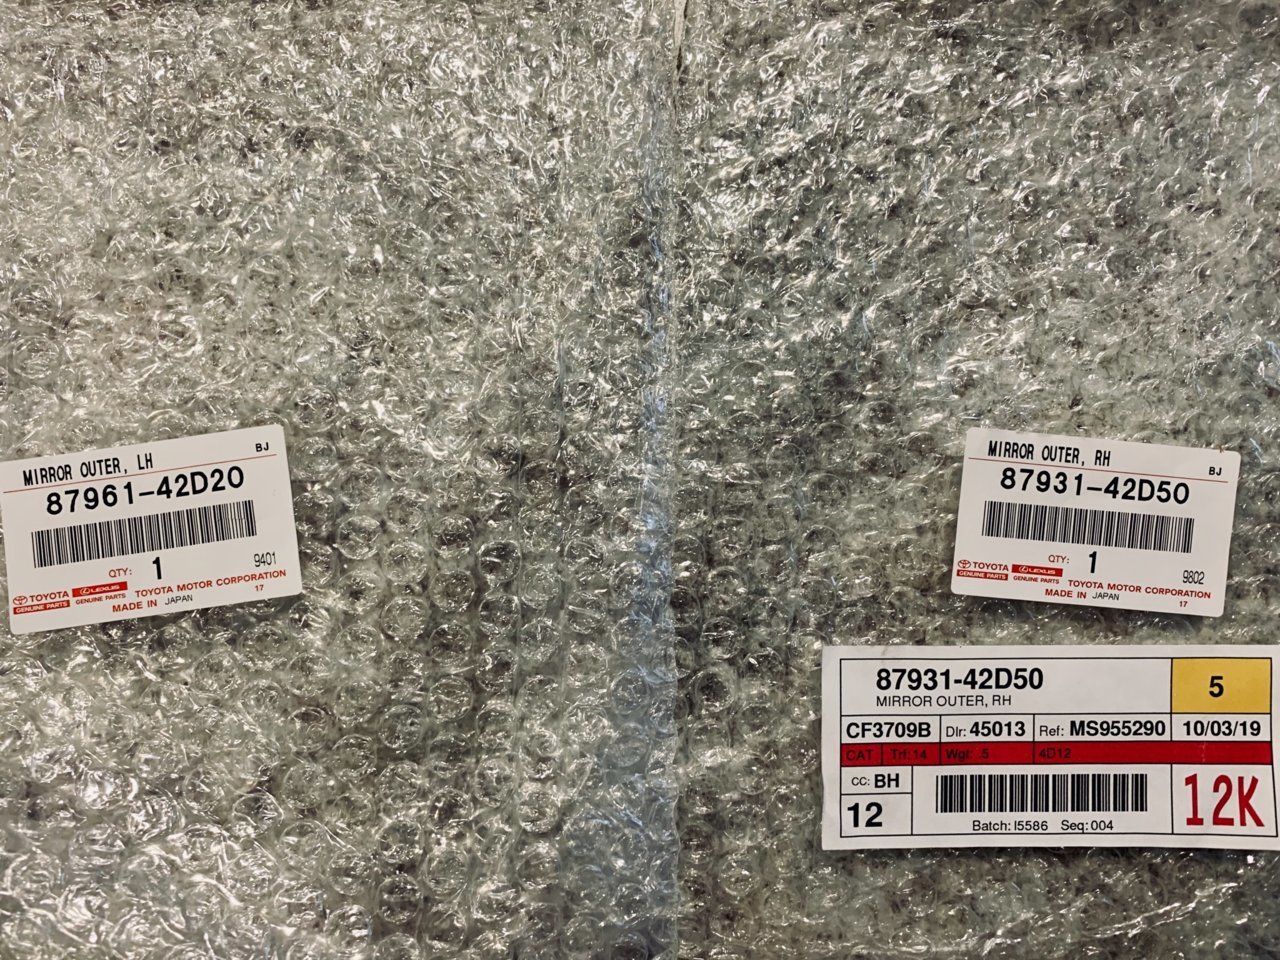 MIRROR OUTER, LH BJ
87961-42D20
QTY: 1 9401
TOYOTA LEXUS TOYOTA MOTOR CORPORATION
GENUINE PARTS GENUINE PARTS MADE IN JAPAN 17
MIRROR OUTER, RH BJ
87931-42D50
QTY: 1 9802
TOYOTA LEXUS TOYOTA MOTOR CORPORATION
GENUINE PARTS GENUINE PARTS MADE IN JAPAN 17
87931-42D50 5
MIRROR OUTER, RH
CF3709B Dlr: 45013 Ref: MS955290 10/03/19
CAT Trf: 14 Wgt: 5 4D12
CC: BH
12 12K
Batch: I5586 Seq: 004